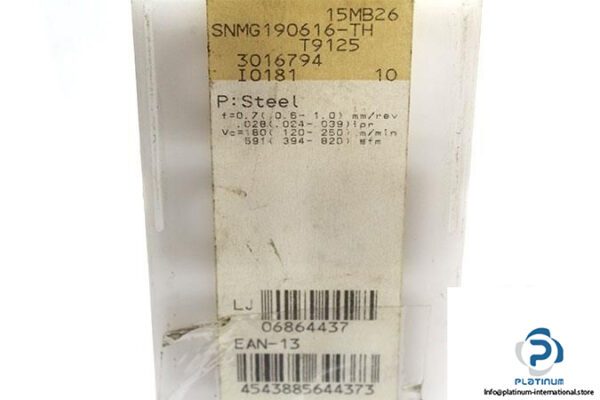 15MB26
SNMG190616-TH
T9125
3016794
I0181 10
P:Steel
f=0.7( 0.6- 1.0) mm/rev
.028(.024-.039)ipr
Vc=180( 120- 250) m/min
591( 394- 820) sfm
LJ
06864437
EAN-13
4543885644373
PLATINUM
info@platinum-international.store